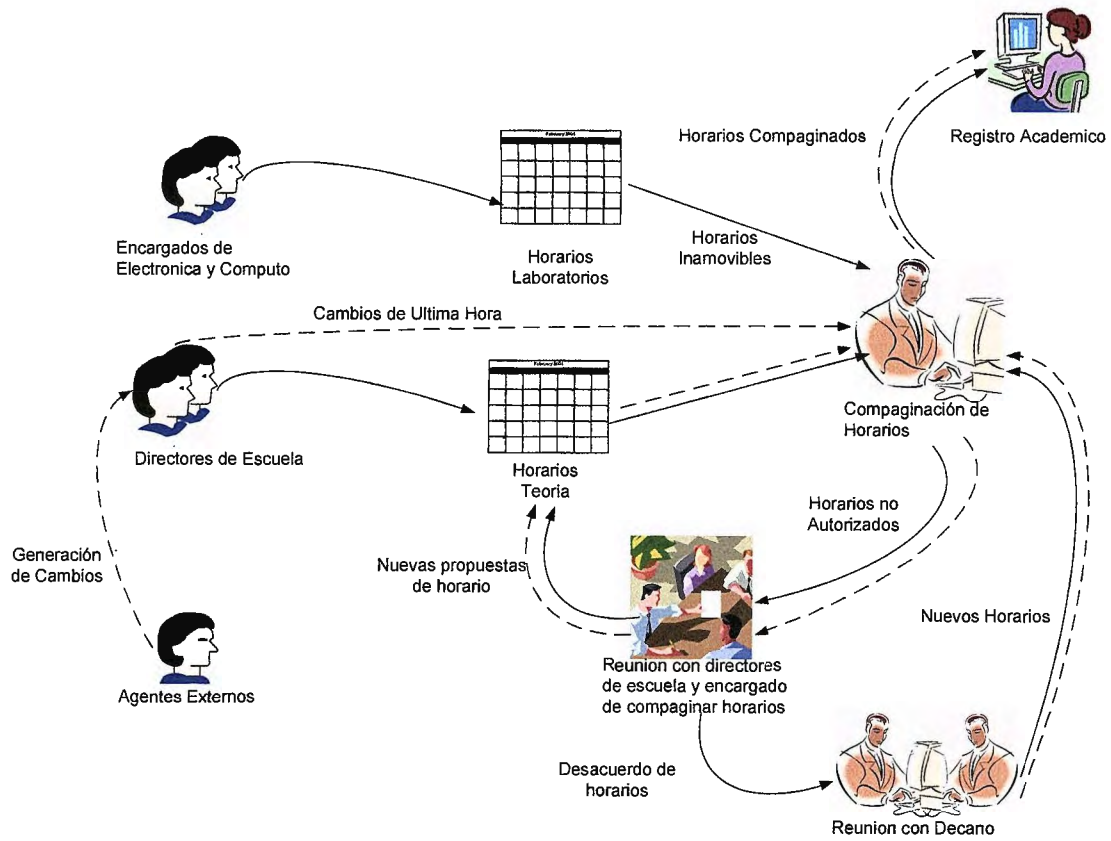 Horarios Compaginados
Registro Academico
Encargados de
Electronica y Computo
Horarios
Laboratorios
Horarios
Inamovibles
Cambios de Ultima Hora
Compaginación de
Horarios
Directores de Escuela
Horarios
Teoria
Horarios no
Autorizados
Generación
de Cambios
Nuevas propuestas
de horario
Nuevos Horarios
Agentes Externos
Reunion con directores
de escuela y encargado
de compaginar horarios
Desacuerdo de
horarios
Reunion con Decano